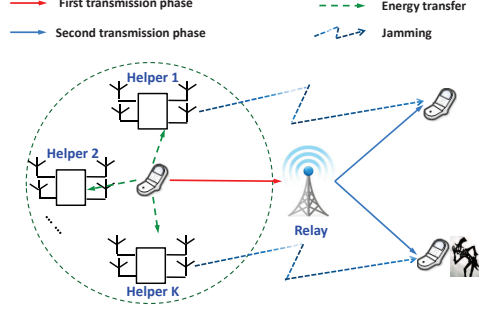 First transmission phase
Energy transfer
Second transmission phase
Jamming
Helper 1
Helper 2
Relay
Helper K